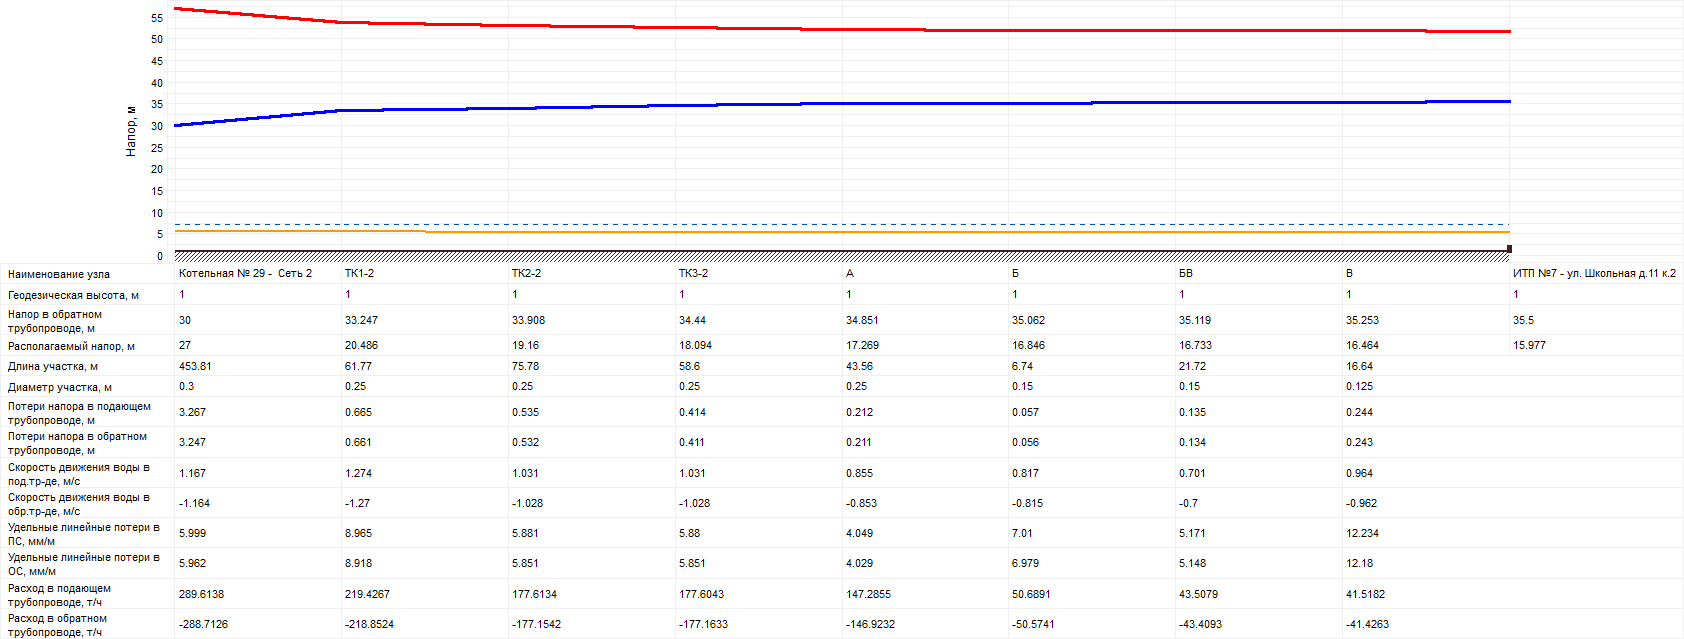 55
50
45
40
35
30
25
20
15
10
5
0
Напор, м
Наименование узла Котельная № 29 - Сеть 2 ТК1-2 ТК2-2 ТК3-2 А Б БВ В ИТП №7 - ул. Школьная д.11 к.2
Геодезическая высота, м 1 1 1 1 1 1 1 1 1
Напор в обратном
трубопроводе, м 30 33.247 33.908 34.44 34.851 35.062 35.119 35.253 35.5
Располагаемый напор, м 27 20.486 19.16 18.094 17.269 16.846 16.733 16.464 15.977
Длина участка, м 453.81 61.77 75.78 58.6 43.56 6.74 21.72 16.64
Диаметр участка, м 0.3 0.25 0.25 0.25 0.25 0.15 0.15 0.125
Потери напора в подающем
трубопроводе, м 3.267 0.665 0.535 0.414 0.212 0.057 0.135 0.244
Потери напора в обратном
трубопроводе, м 3.247 0.661 0.532 0.411 0.211 0.056 0.134 0.243
Скорость движения воды в
под.тр-де, м/с 1.167 1.274 1.031 1.031 0.855 0.817 0.701 0.964
Скорость движения воды в
обр.тр-де, м/с -1.164 -1.27 -1.028 -1.028 -0.853 -0.815 -0.7 -0.962
Удельные линейные потери в
ПС, мм/м 5.999 8.965 5.881 5.88 4.049 7.01 5.171 12.234
Удельные линейные потери в
ОС, мм/м 5.962 8.918 5.851 5.851 4.029 6.979 5.148 12.18
Расход в подающем
трубопроводе, т/ч 289.6138 219.4267 177.6134 177.6043 147.2855 50.6891 43.5079 41.5182
Расход в обратном
трубопроводе, т/ч -288.7126 -218.8524 -177.1542 -177.1633 -146.9232 -50.5741 -43.4093 -41.4263